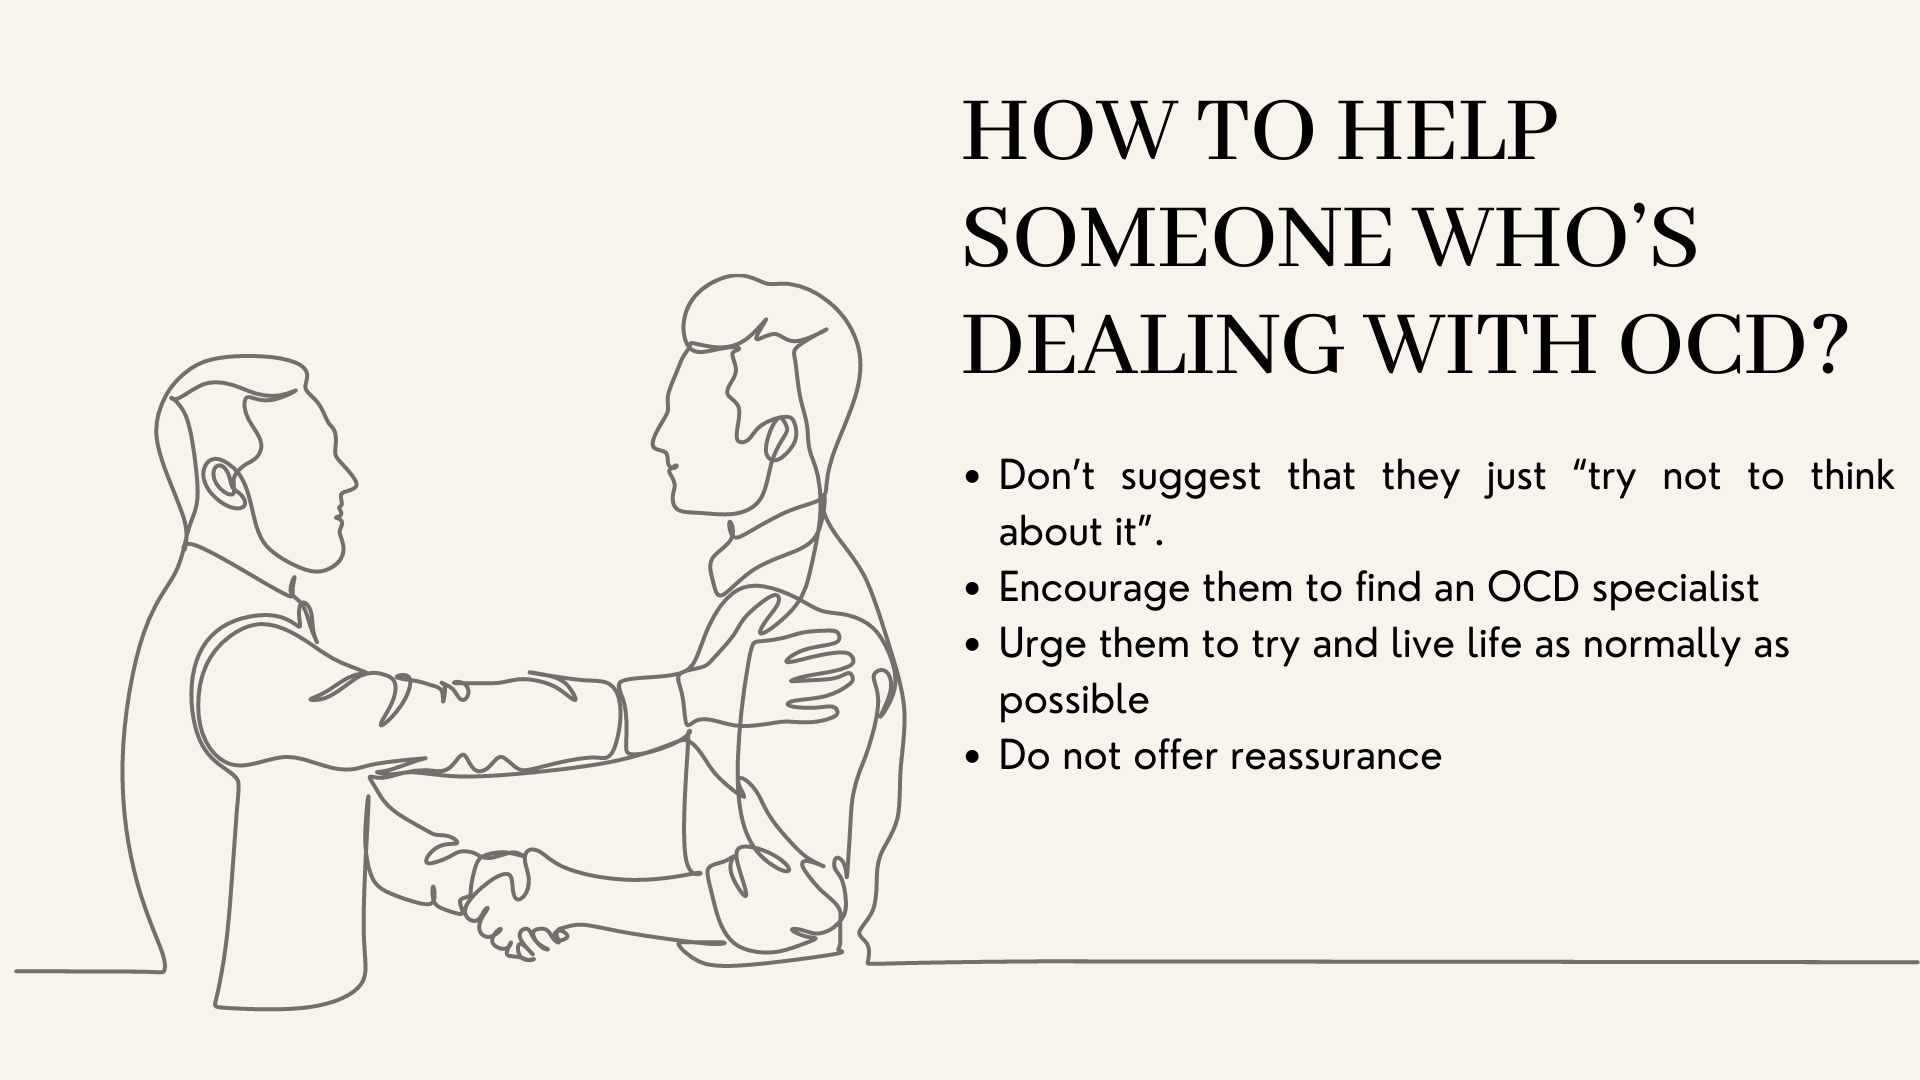 HOW TO HELP
SOMEONE WHO’S
DEALING WITH OCD?
• Don’t suggest that they just “try not to think
about it”.
• Encourage them to find an OCD specialist
• Urge them to try and live life as normally as
possible
• Do not offer reassurance